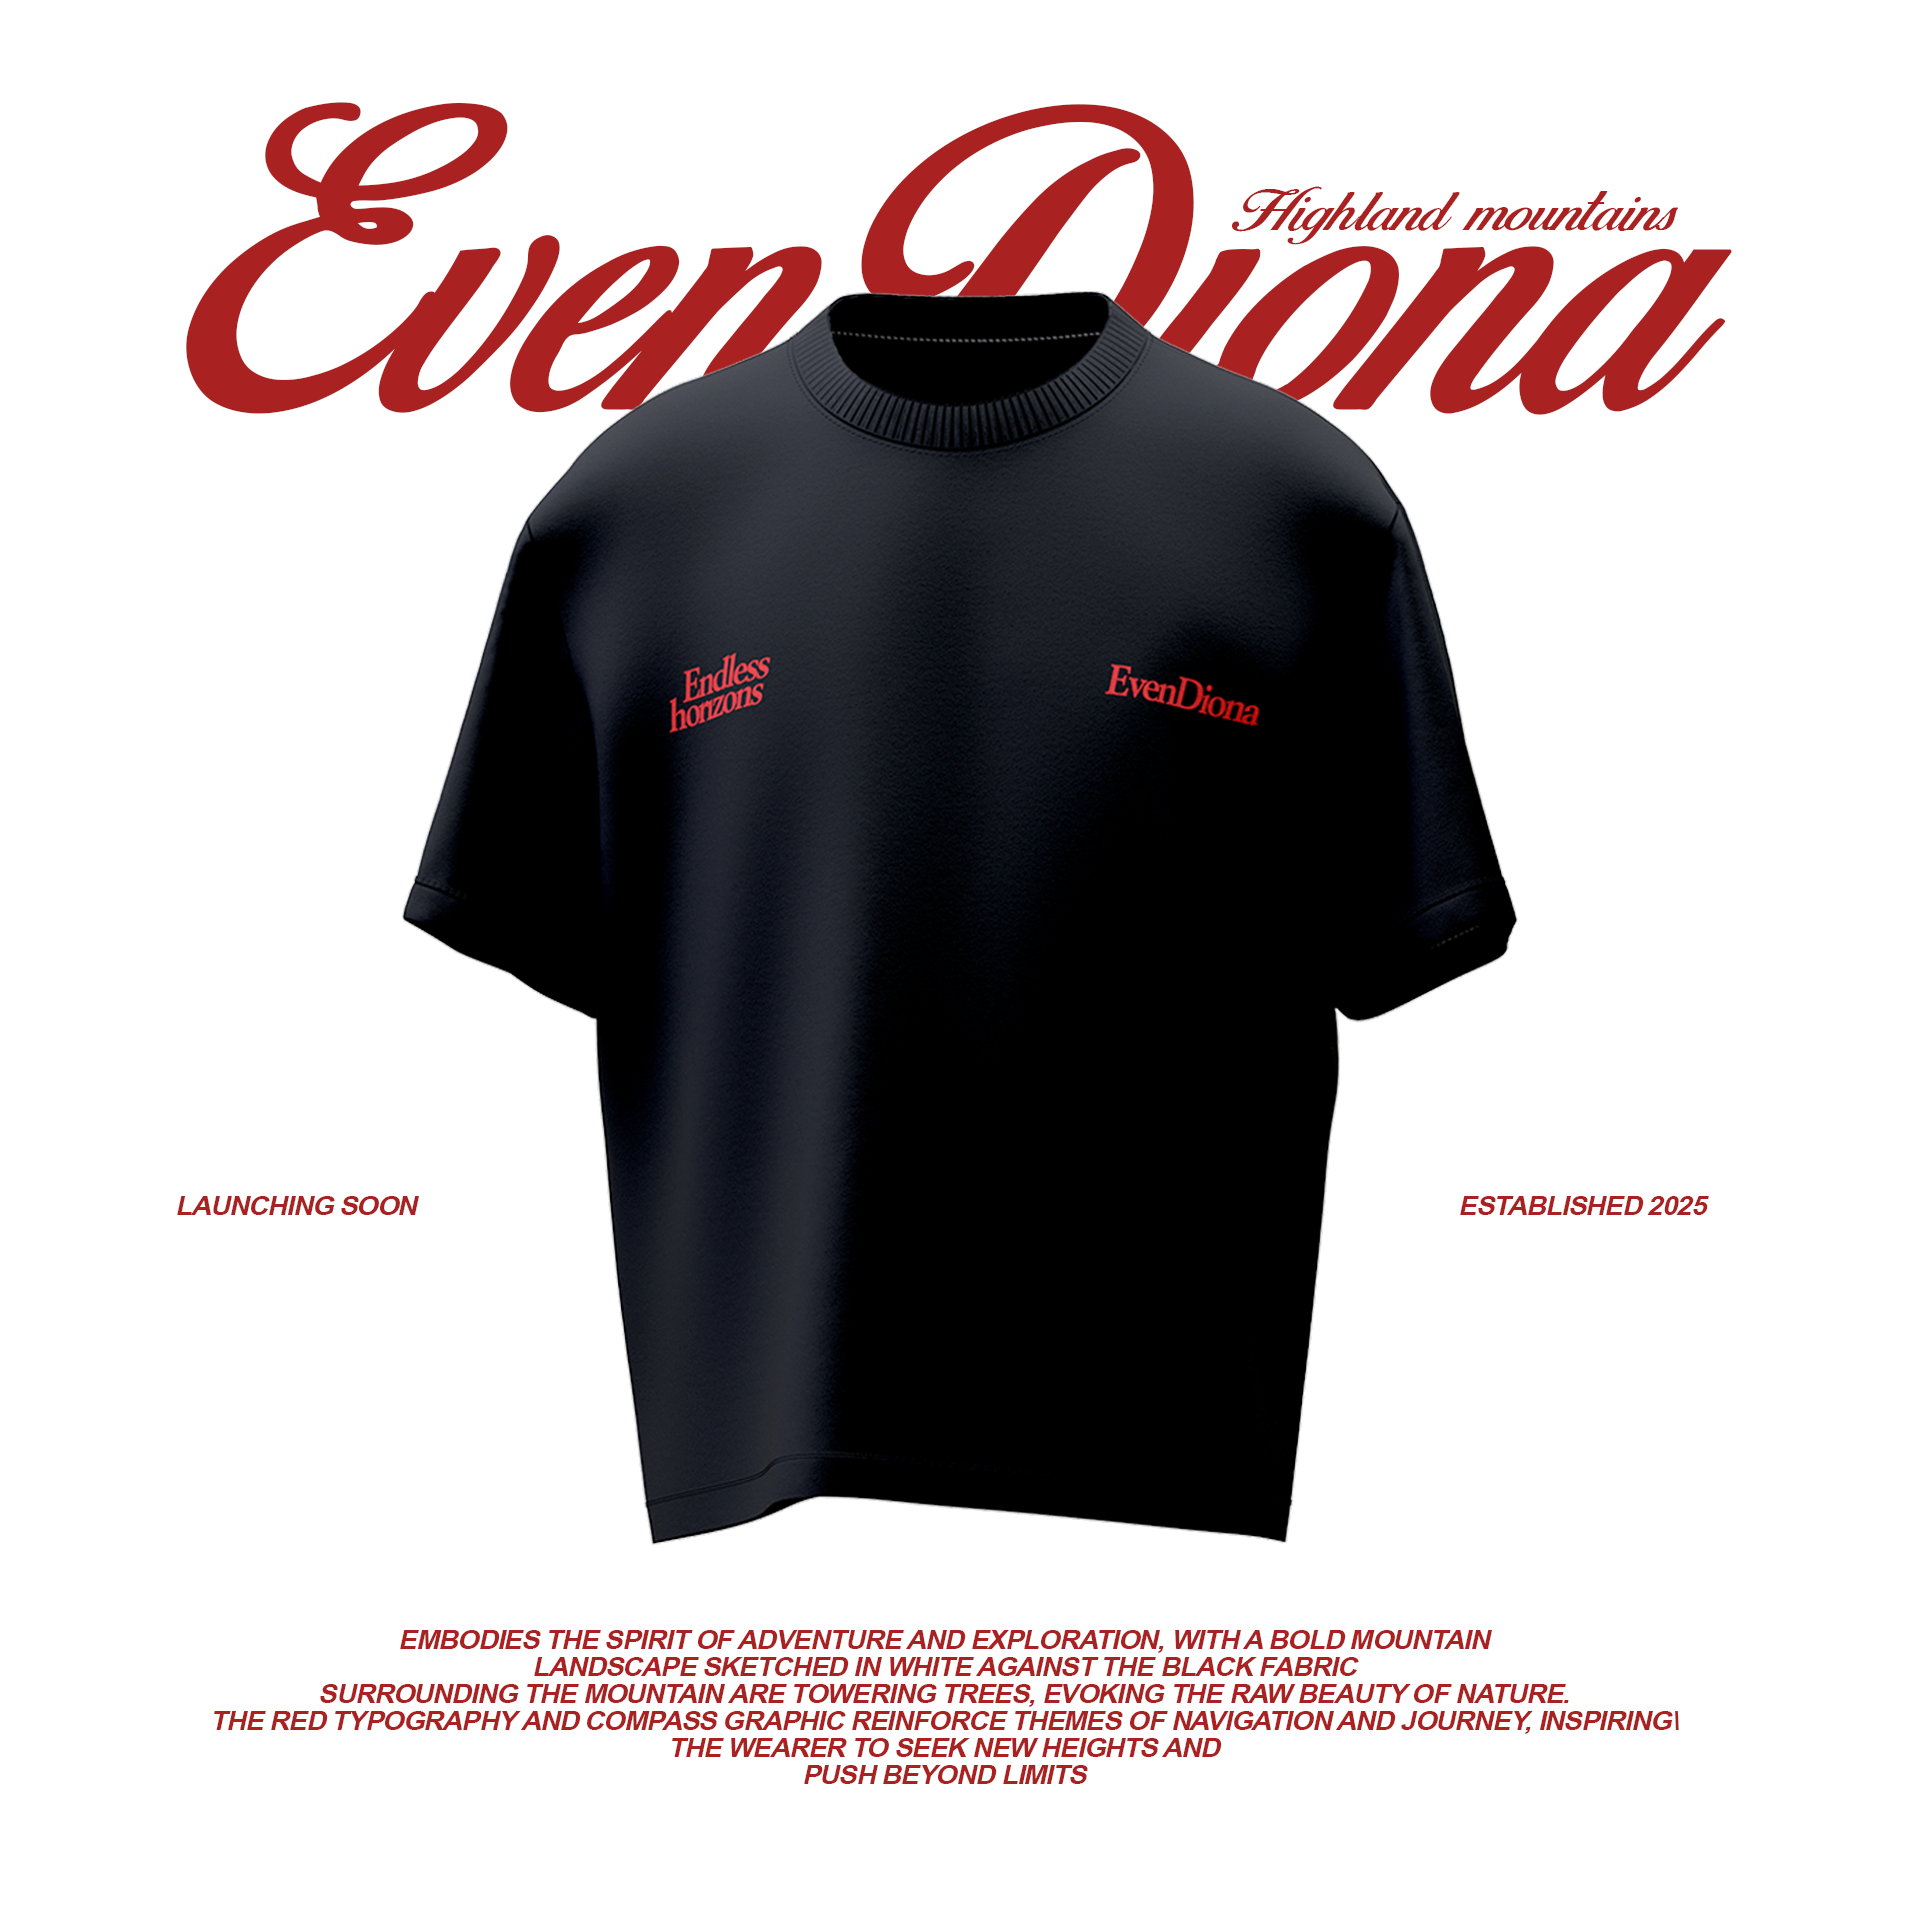 EvenDiona
Highland mountains
Endless
horizons
EvenDiona
LAUNCHING SOON
ESTABLISHED 2025
EMBODIES THE SPIRIT OF ADVENTURE AND EXPLORATION, WITH A BOLD MOUNTAIN
LANDSCAPE SKETCHED IN WHITE AGAINST THE BLACK FABRIC
SURROUNDING THE MOUNTAIN ARE TOWERING TREES, EVOKING THE RAW BEAUTY OF NATURE.
THE RED TYPOGRAPHY AND COMPASS GRAPHIC REINFORCE THEMES OF NAVIGATION AND JOURNEY, INSPIRING\
THE WEARER TO SEEK NEW HEIGHTS AND
PUSH BEYOND LIMITS